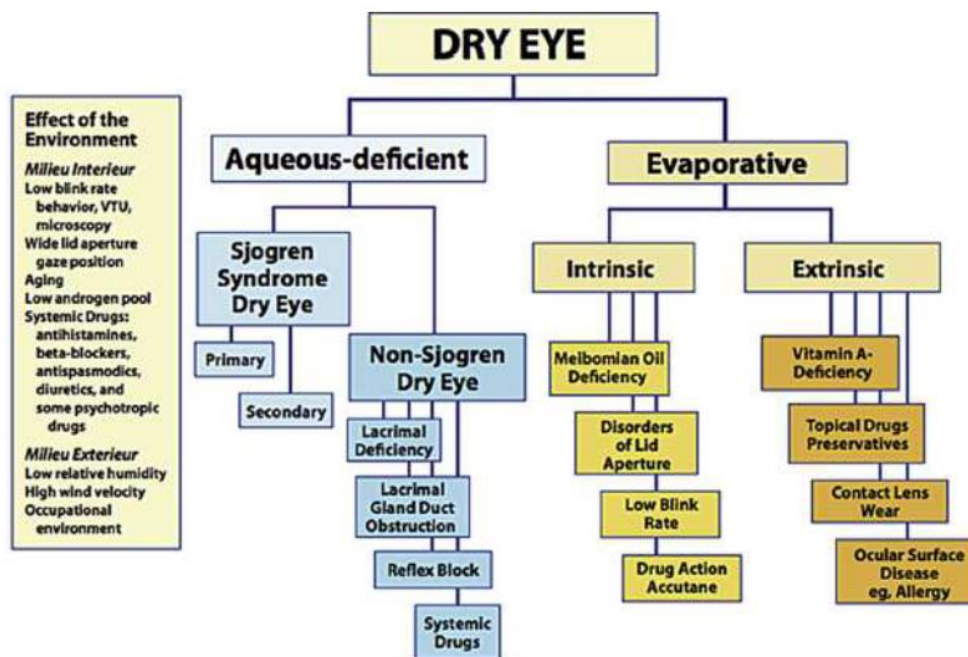 DRY EYE
Effect of the
Environment
Milieu Interieur
Low blink rate
behavior, VTU,
microscopy
Wide lid aperture
gaze position
Aging
Low androgen pool
Systemic Drugs:
antihistamines,
beta-blockers,
antispasmodics,
diuretics, and
some psychotropic
drugs
Milieu Exterieur
Low relative humidity
High wind velocity
Occupational
environment
Aqueous-deficient
Sjogren
Syndrome
Dry Eye
Primary
Secondary
Non-Sjogren
Dry Eye
Lacrimal
Deficiency
Lacrimal
Gland Duct
Obstruction
Reflex Block
Systemic
Drugs
Evaporative
Intrinsic
Meibomian Oil
Deficiency
Disorders
of Lid
Aperture
Low Blink
Rate
Drug Action
Accutane
Extrinsic
Vitamin A-
Deficiency
Topical Drugs
Preservatives
Contact Lens
Wear
Ocular Surface
Disease
eg, Allergy